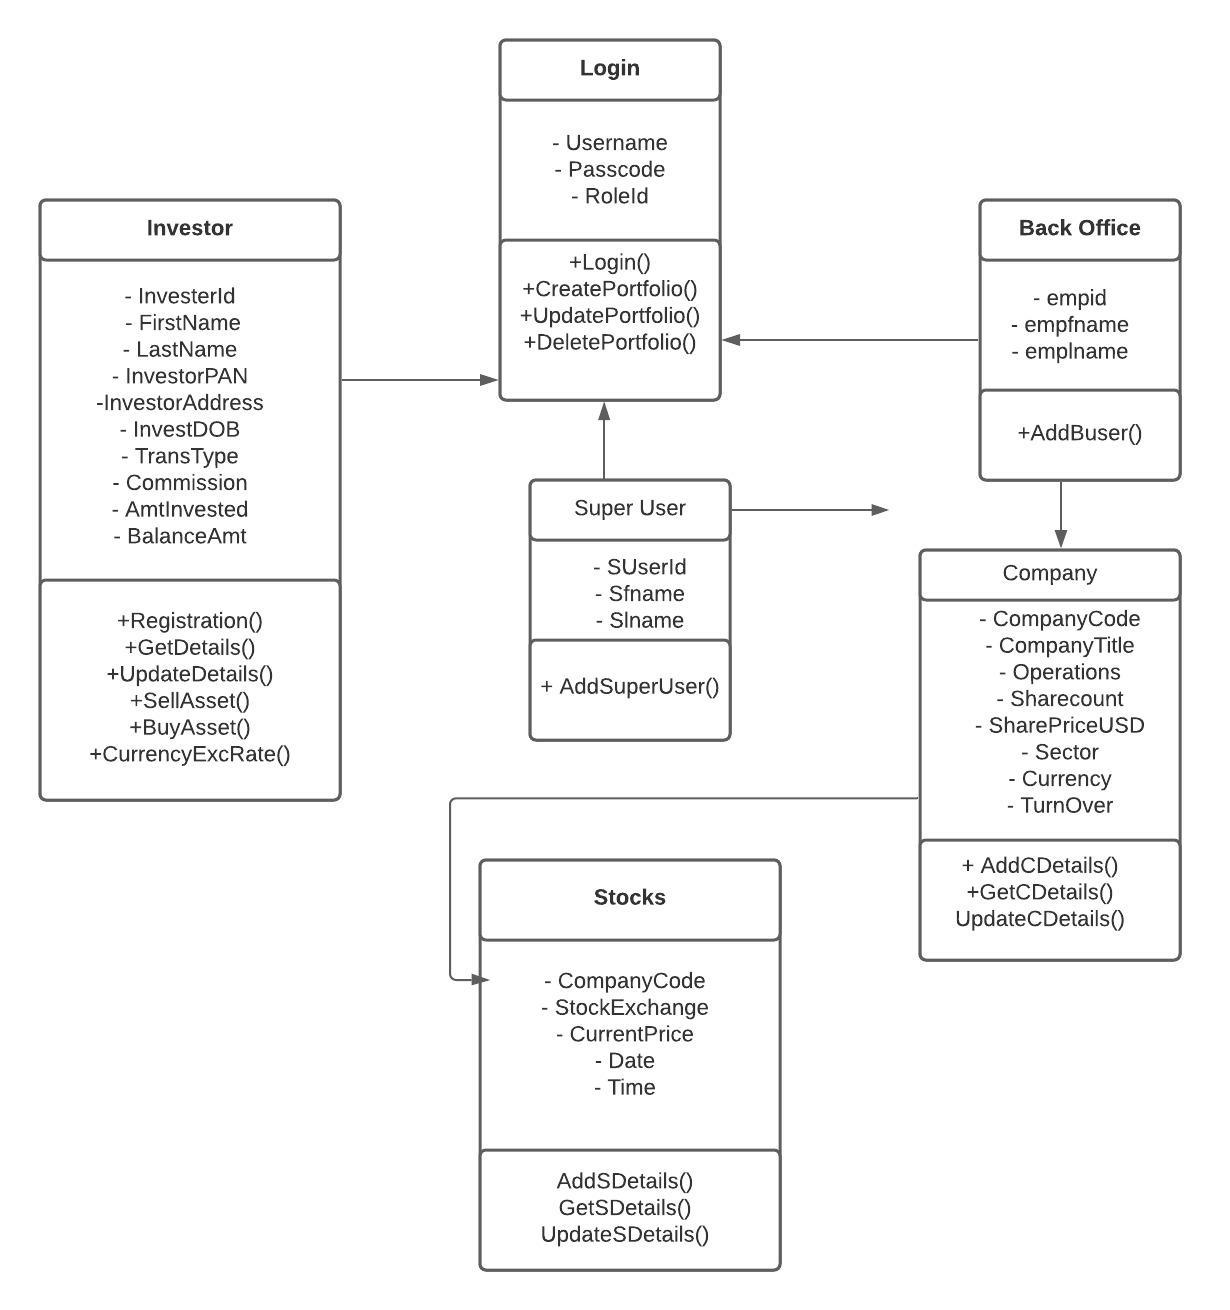 Login
- Username
- Passcode
- RoleId
+Login()
+CreatePortfolio()
+UpdatePortfolio()
+DeletePortfolio()
Investor
- InvesterId
- FirstName
- LastName
- InvestorPAN
-InvestorAddress
- InvestDOB
- TransType
- Commission
- AmtInvested
- BalanceAmt
+Registration()
+GetDetails()
+UpdateDetails()
+SellAsset()
+BuyAsset()
+CurrencyExcRate()
Back Office
- empid
- empfname
- emplname
+AddBuser()
Super User
- SUserId
- Sfname
- Slname
+ AddSuperUser()
Company
- CompanyCode
- CompanyTitle
- Operations
- Sharecount
- SharePriceUSD
- Sector
- Currency
- TurnOver
+ AddCDetails()
+GetCDetails()
UpdateCDetails()
Stocks
- CompanyCode
- StockExchange
- CurrentPrice
- Date
- Time
AddSDetails()
GetSDetails()
UpdateSDetails()